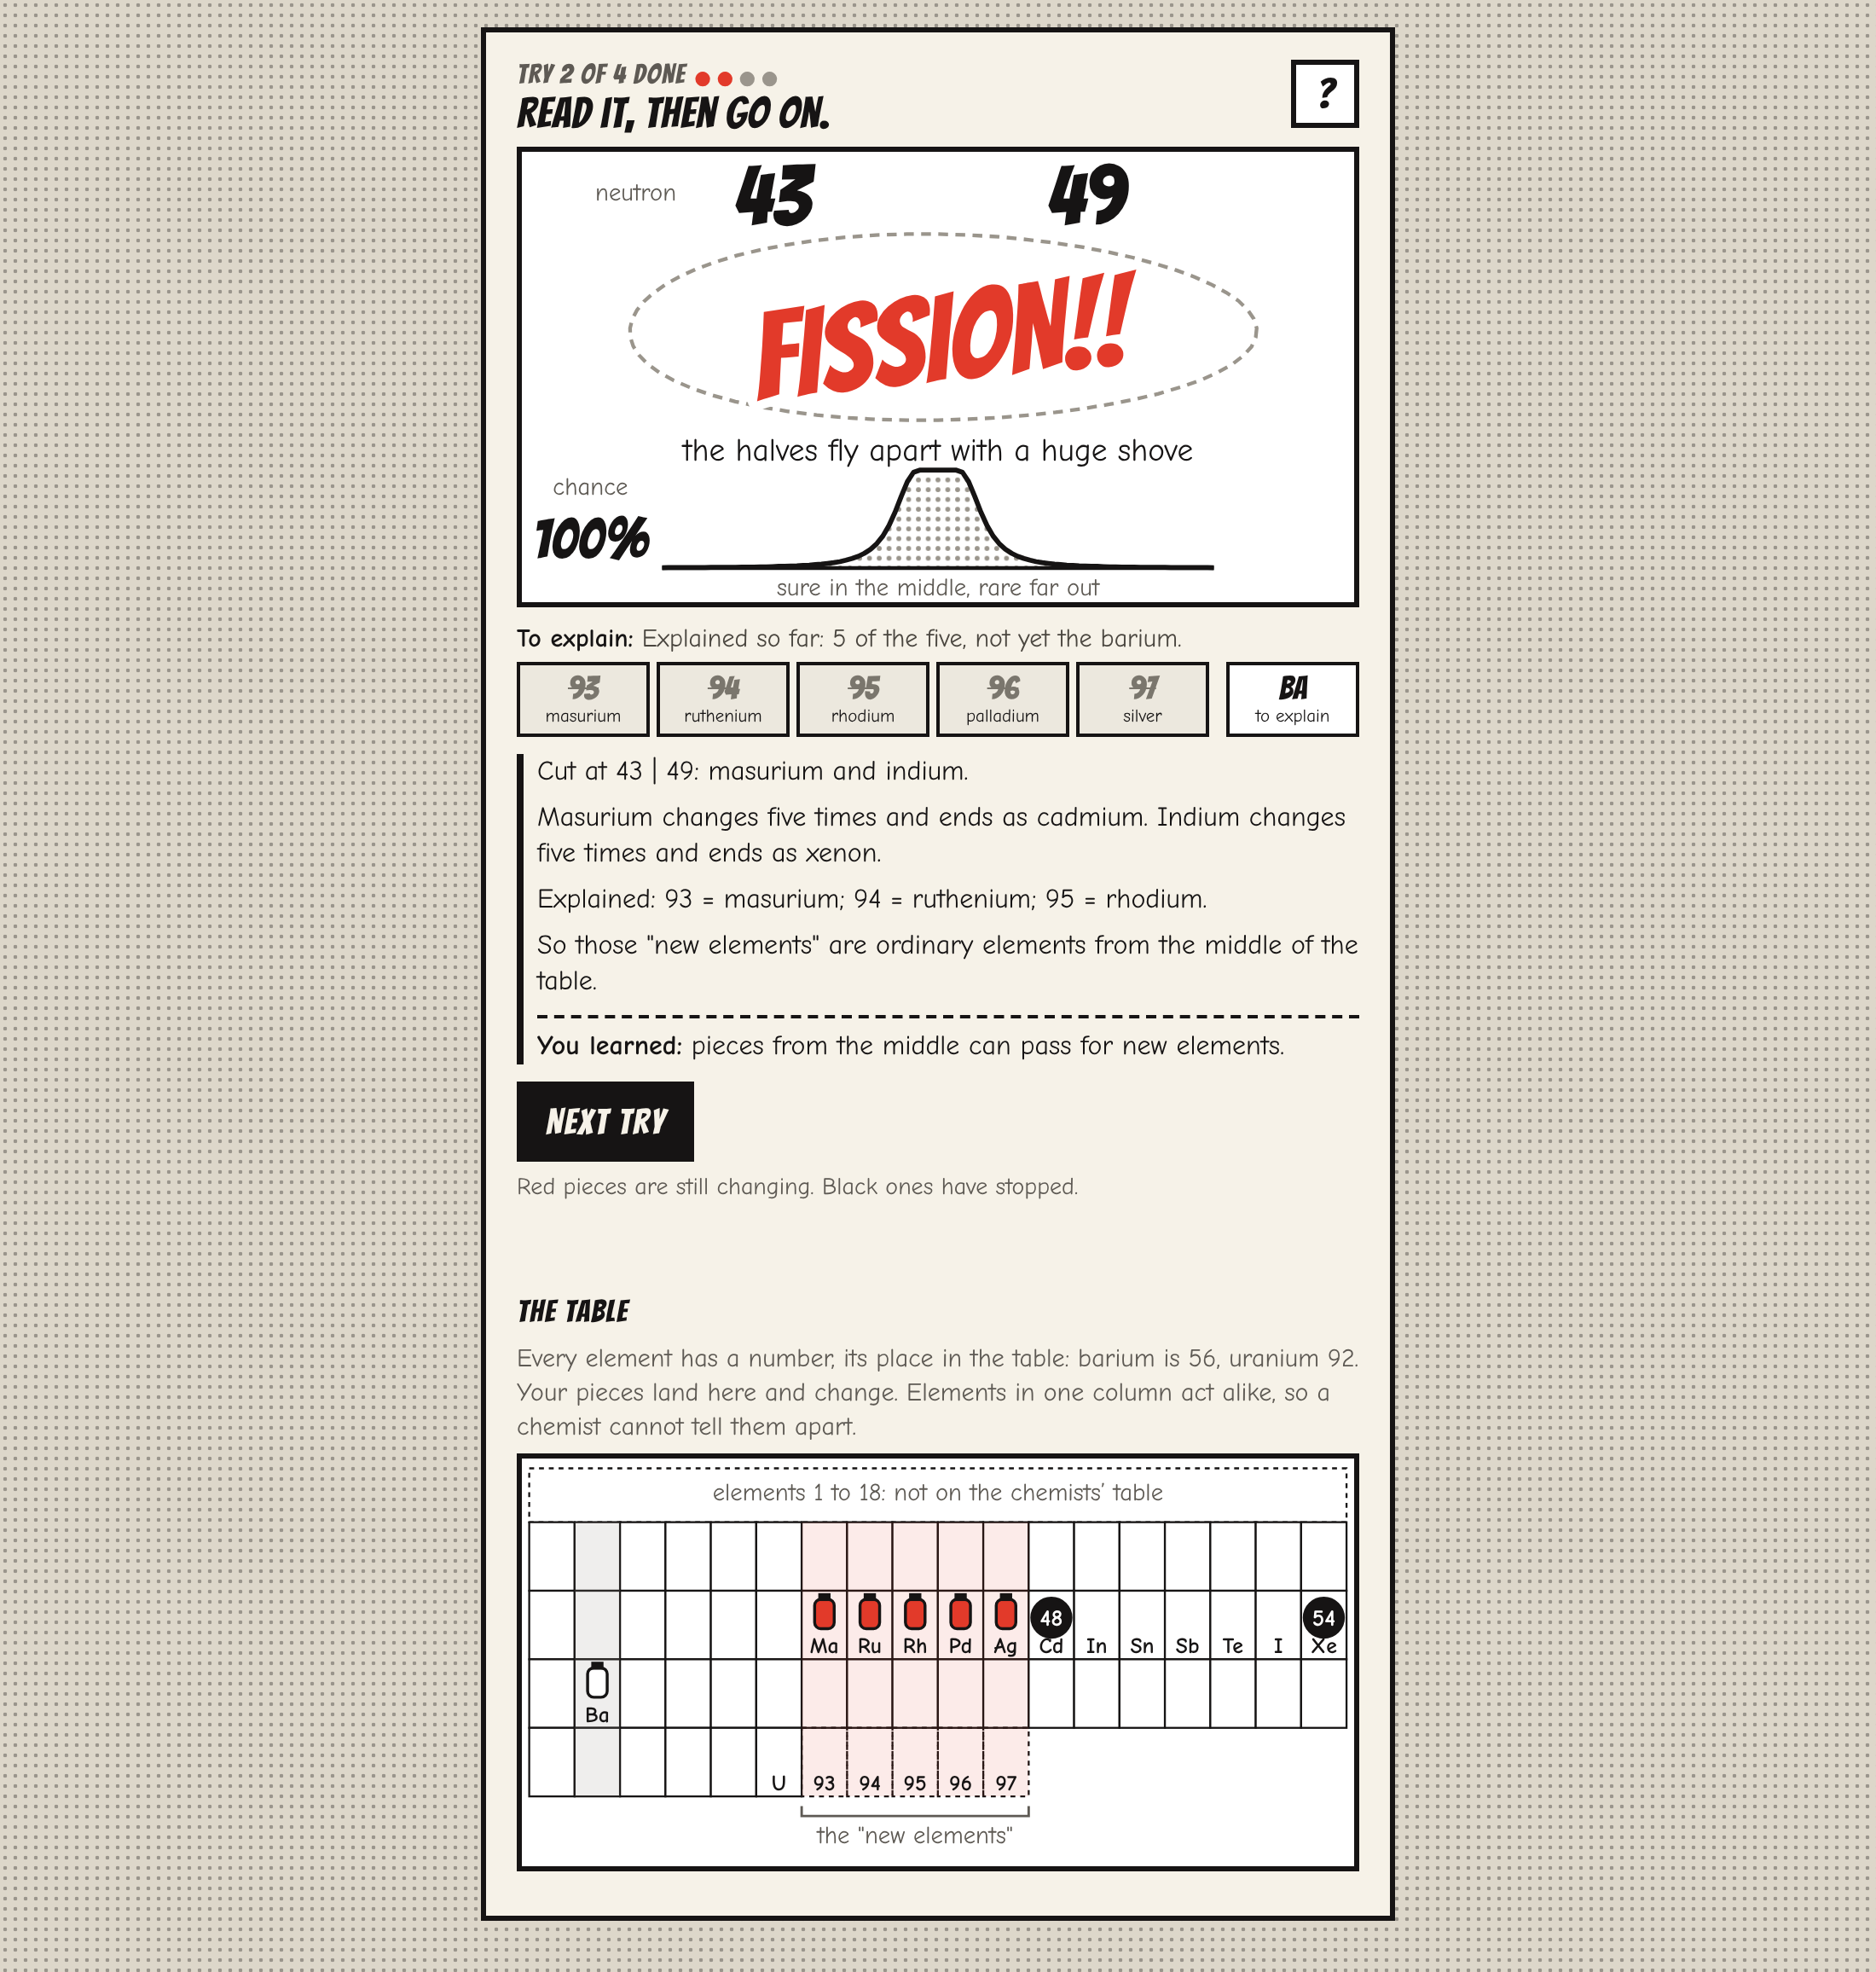 TRY 2 OF 4 DONE
READ IT, THEN GO ON.
?
neutron
43
49
FISSION!!
the halves fly apart with a huge shove
chance
100%
sure in the middle, rare far out
To explain: Explained so far: 5 of the five, not yet the barium.
93 94 95 96 97 BA
masurium ruthenium rhodium palladium silver to explain
Cut at 43 | 49: masurium and indium.
Masurium changes five times and ends as cadmium. Indium changes
five times and ends as xenon.
Explained: 93 = masurium; 94 = ruthenium; 95 = rhodium.
So those "new elements" are ordinary elements from the middle of the
table.
You learned: pieces from the middle can pass for new elements.
NEXT TRY
Red pieces are still changing. Black ones have stopped.
THE TABLE
Every element has a number, its place in the table: barium is 56, uranium 92.
Your pieces land here and change. Elements in one column act alike, so a
chemist cannot tell them apart.
elements 1 to 18: not on the chemists' table
48 54
Ma Ru Rh Pd Ag Cd In Sn Sb Te I Xe
Ba
U 93 94 95 96 97
the "new elements"